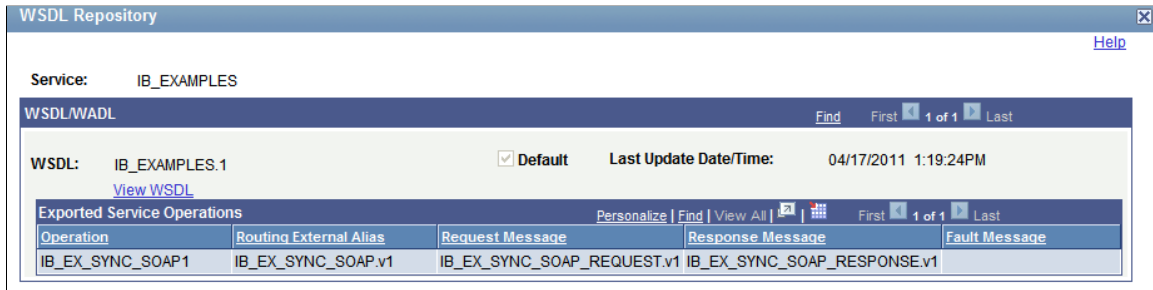 WSDL Repository
Help
Service: IB_EXAMPLES
WSDL/WADL Find First 1 of 1 Last
WSDL: IB_EXAMPLES.1 Default Last Update Date/Time: 04/17/2011 1:19:24PM
View WSDL
Exported Service Operations Personalize | Find | View All | | First 1 of 1 Last
Operation Routing External Alias Request Message Response Message Fault Message
IB_EX_SYNC_SOAP1 IB_EX_SYNC_SOAP.v1 IB_EX_SYNC_SOAP_REQUEST.v1 IB_EX_SYNC_SOAP_RESPONSE.v1